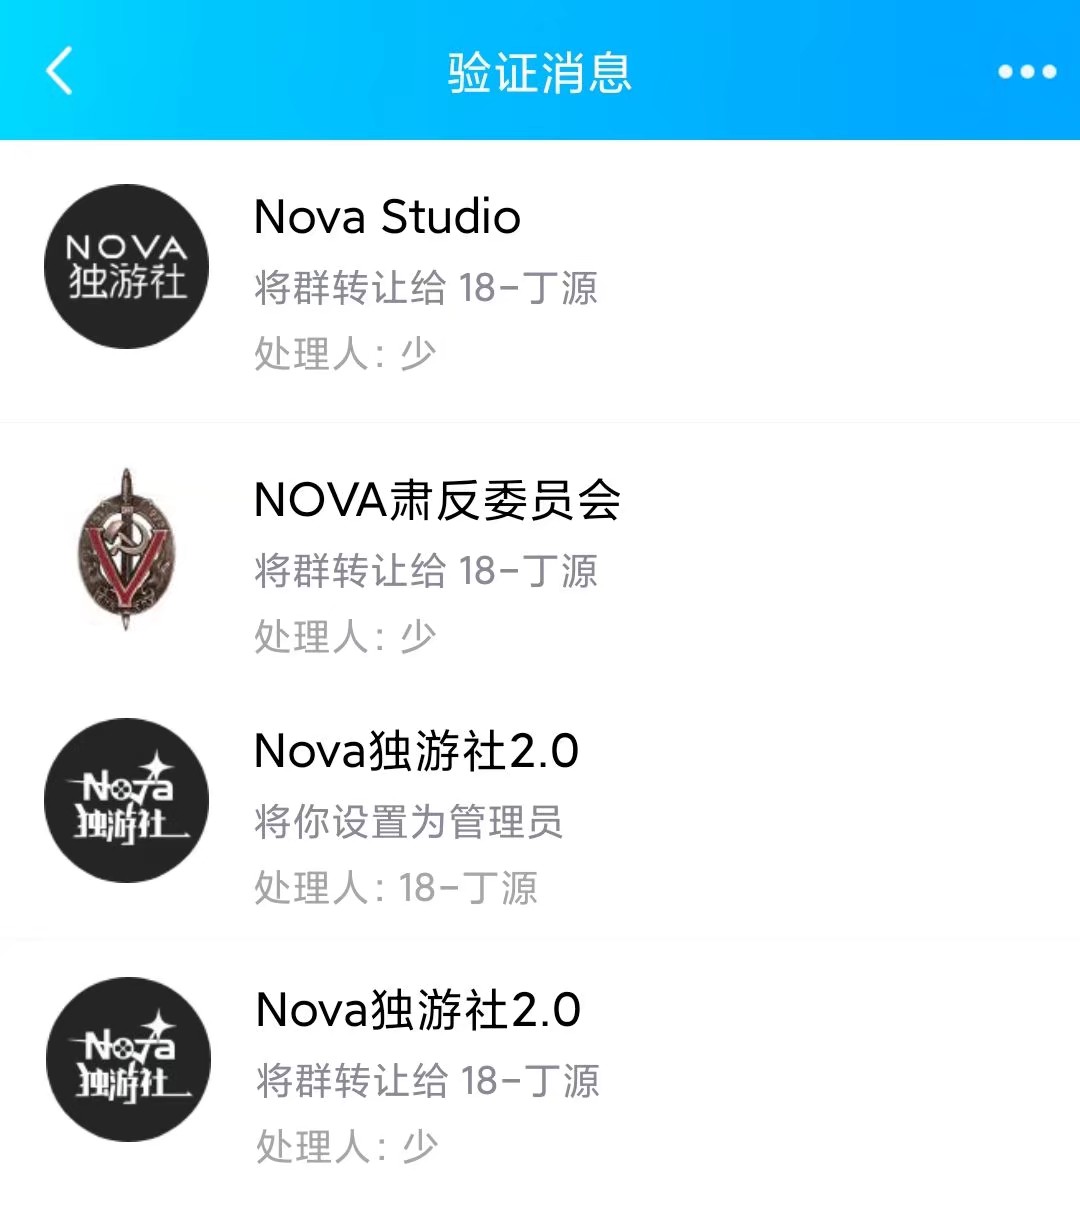 验证消息
NOVA
独游社
Nova Studio
将群转让给 18-丁源
处理人: 少
NOVA肃反委员会
将群转让给 18-丁源
处理人: 少
Nova
独游社
Nova独游社2.0
将你设置为管理员
处理人: 18-丁源
Nova
独游社
Nova独游社2.0
将群转让给 18-丁源
处理人: 少